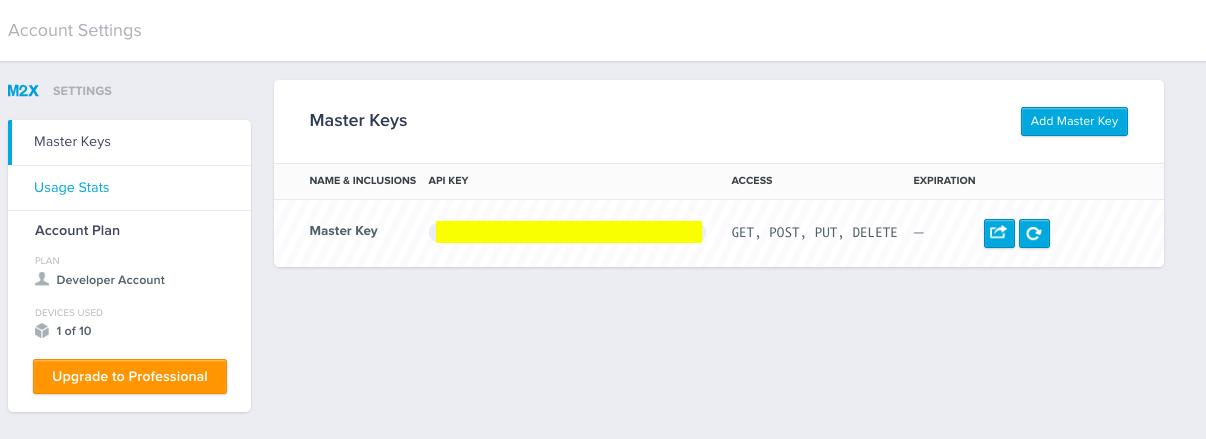 Account Settings
M2X SETTINGS
Master Keys
Usage Stats
Account Plan
PLAN
Developer Account
DEVICES USED
1 of 10
Upgrade to Professional
Master Keys
Add Master Key
NAME & INCLUSIONS API KEY ACCESS EXPIRATION
Master Key GET, POST, PUT, DELETE —